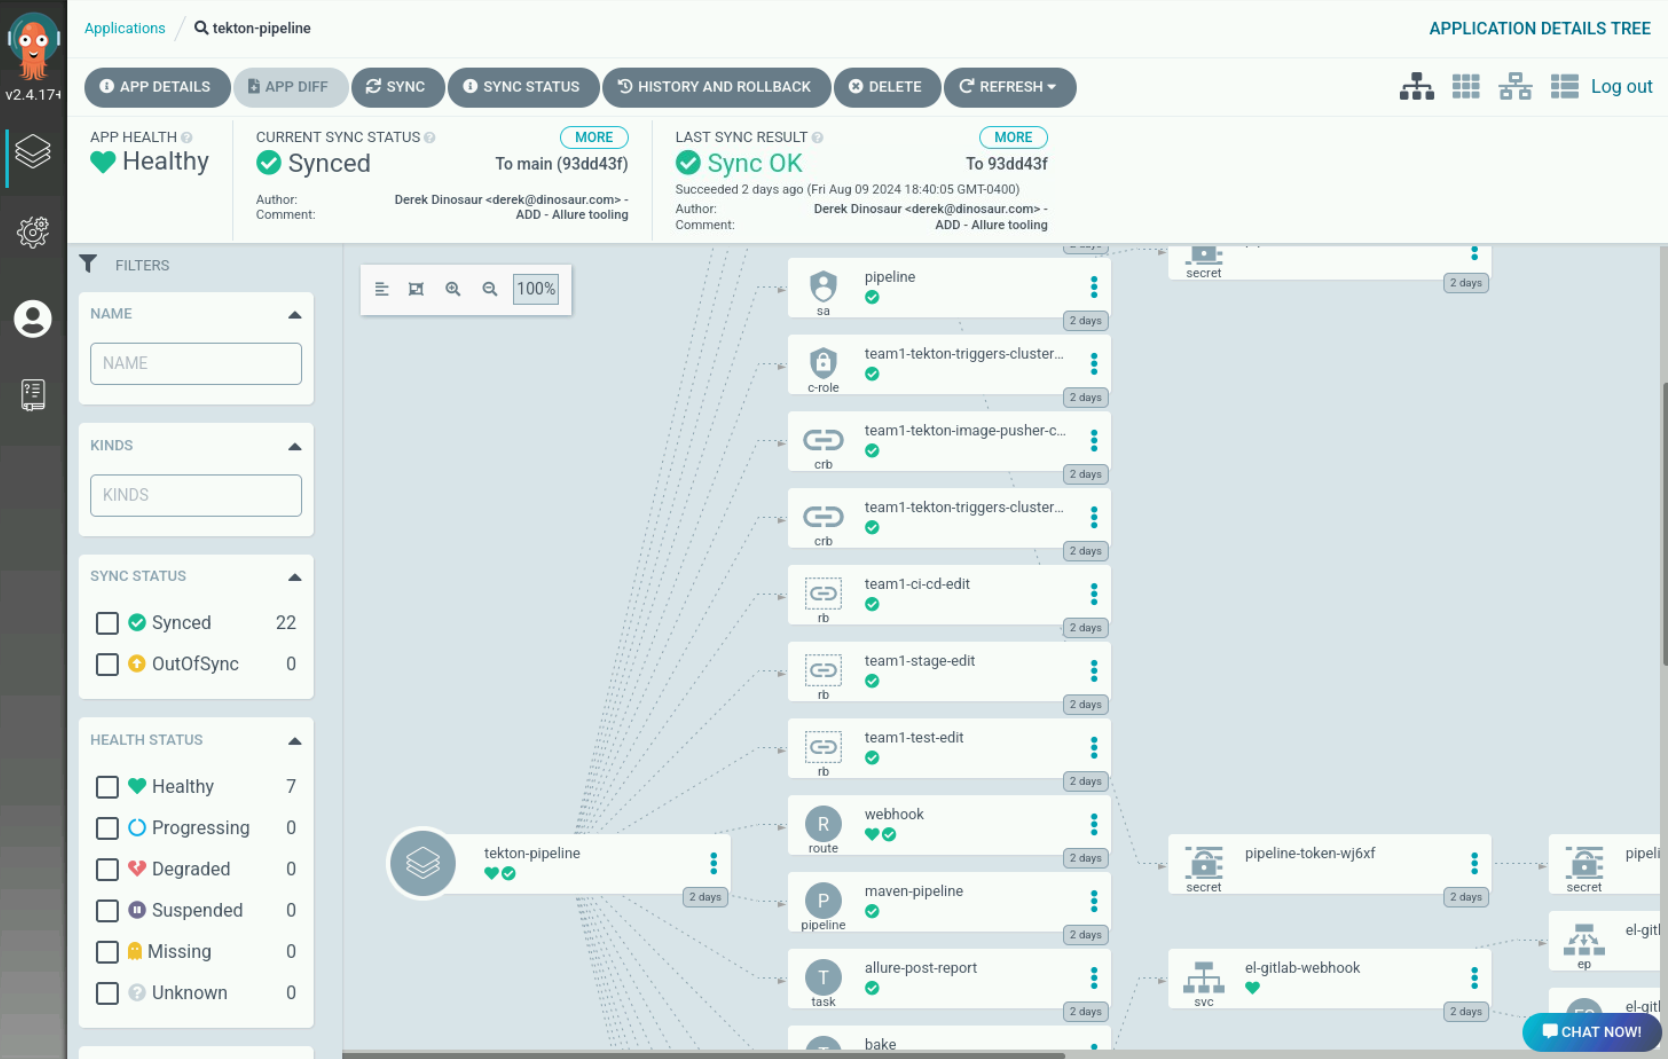 Applications / tekton-pipeline
APPLICATION DETAILS TREE
v2.4.17+
APP DETAILS
APP DIFF
SYNC
SYNC STATUS
HISTORY AND ROLLBACK
DELETE
REFRESH
Log out
APP HEALTH
Healthy
CURRENT SYNC STATUS
MORE
Synced
To main (93dd43f)
Author: Derek Dinosaur <derek@dinosaur.com> -
Comment: ADD - Allure tooling
LAST SYNC RESULT
MORE
Sync OK
To 93dd43f
Succeeded 2 days ago (Fri Aug 09 2024 18:40:05 GMT-0400)
Author: Derek Dinosaur <derek@dinosaur.com> -
Comment: ADD - Allure tooling
FILTERS
NAME
NAME
KINDS
KINDS
SYNC STATUS
Synced 22
OutOfSync 0
HEALTH STATUS
Healthy 7
Progressing 0
Degraded 0
Suspended 0
Missing 0
Unknown 0
100%
tekton-pipeline
2 days
2 days
pipeline
sa
2 days
team1-tekton-triggers-cluster...
c-role
2 days
team1-tekton-image-pusher-c...
crb
2 days
team1-tekton-triggers-cluster...
crb
2 days
team1-ci-cd-edit
rb
2 days
team1-stage-edit
rb
2 days
team1-test-edit
rb
2 days
webhook
R
route
2 days
maven-pipeline
P
pipeline
2 days
allure-post-report
T
task
2 days
bake
secret
2 days
pipeline-token-wj6xf
secret
2 days
el-gitlab-webhook
svc
2 days
pipeli
secret
el-gitl
ep
el-gitl
CHAT NOW!